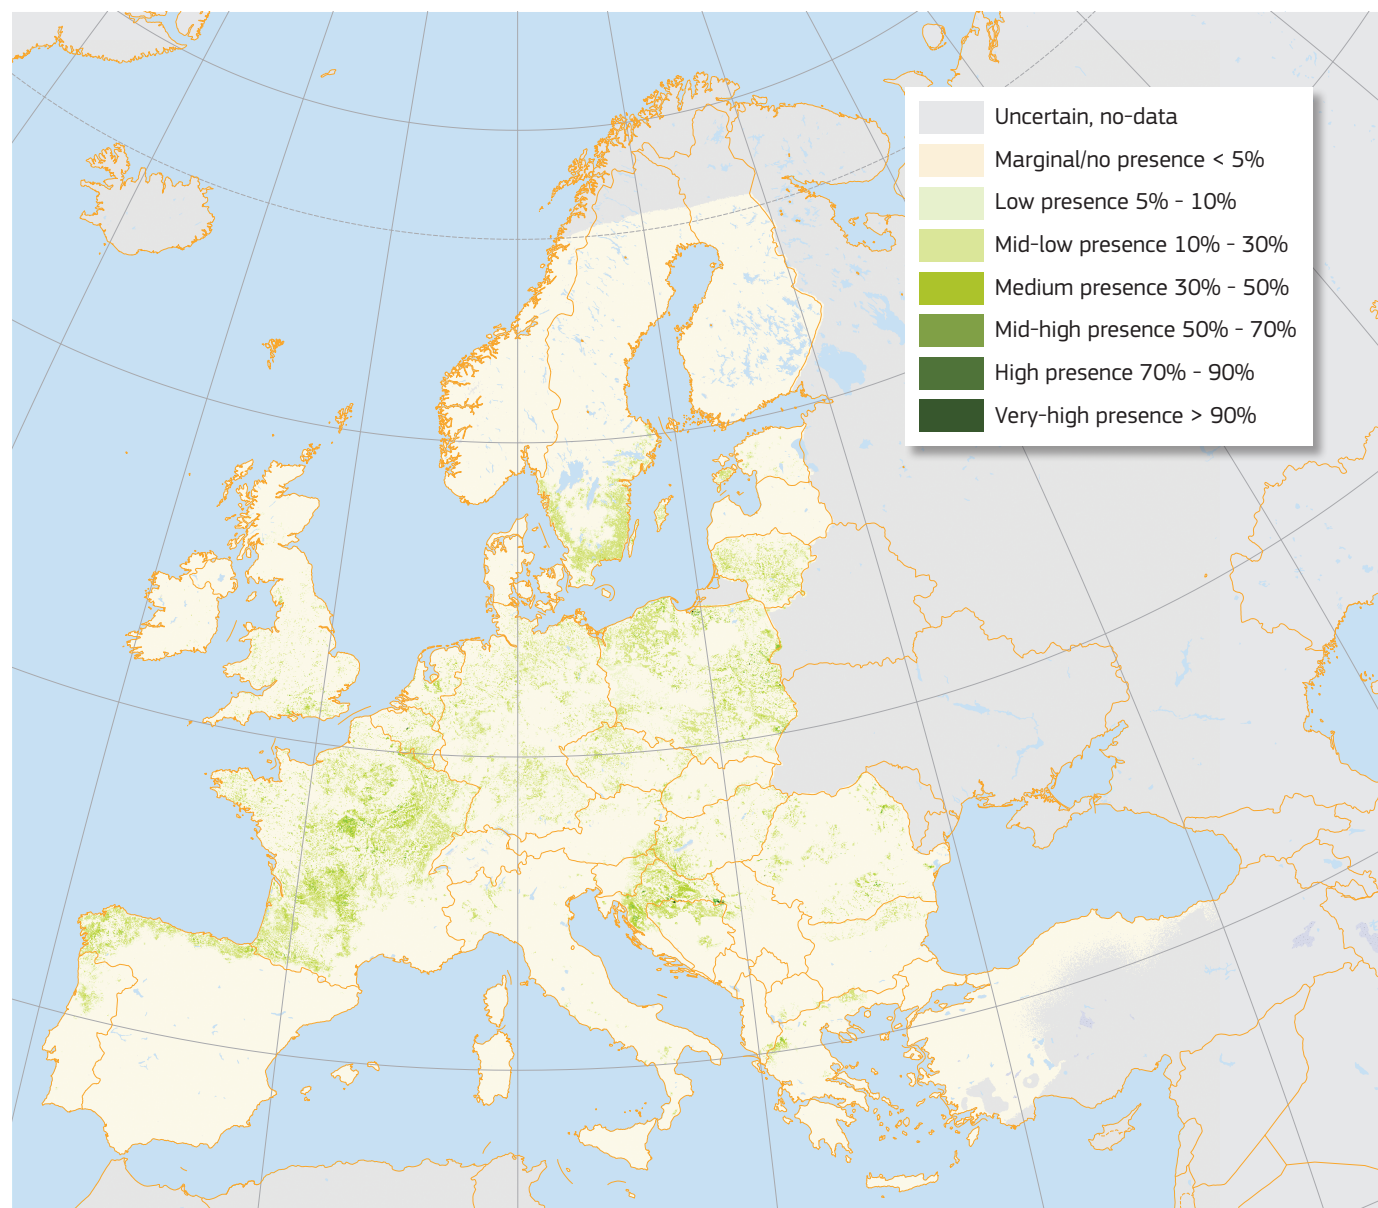 Uncertain, no-data
Marginal/no presence < 5%
Low presence 5% - 10%
Mid-low presence 10% - 30%
Medium presence 30% - 50%
Mid-high presence 50% - 70%
High presence 70% - 90%
Very-high presence > 90%